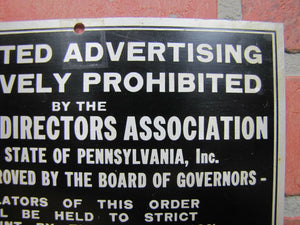 TED ADVERTISING
VELY PROHIBITED
BY THE
DIRECTORS ASSOCIATION
STATE OF PENNSYLVANIA, Inc.
ROVED BY THE BOARD OF GOVERNORS-
LATORS OF THIS ORDER
L BE HELD TO STRICT